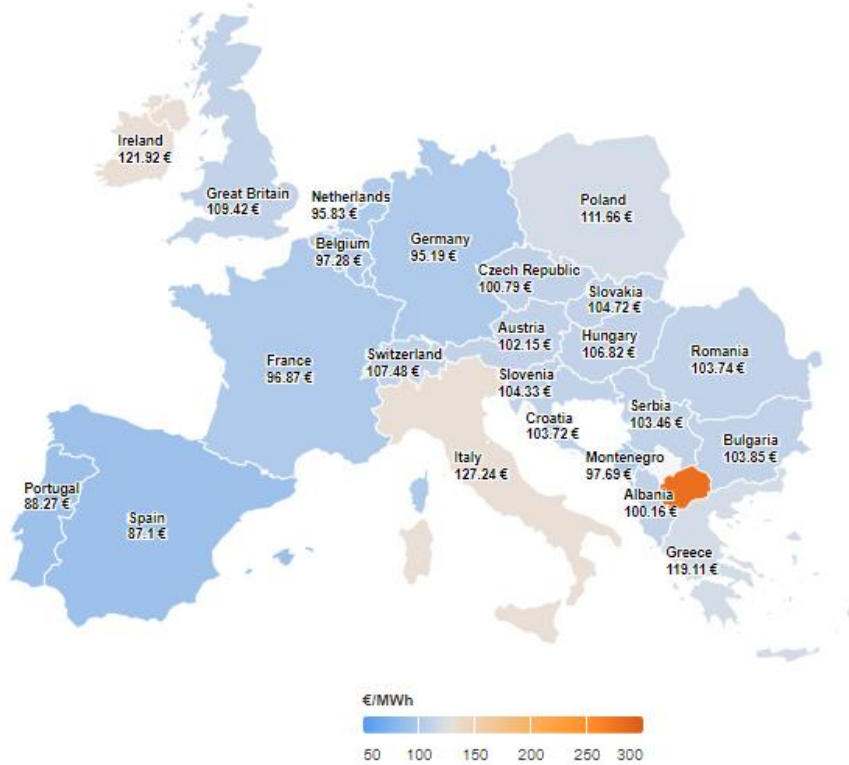 Ireland
121.92 €
Great Britain
109.42 €
Netherlands
95.83 €
Belgium
97.28 €
Germany
95.19 €
Poland
111.66 €
Czech Republic
100.79 €
Slovakia
104.72 €
Austria
102.15 €
Hungary
106.82 €
Romania
103.74 €
France
96.87 €
Switzerland
107.48 €
Slovenia
104.33 €
Croatia
103.72 €
Serbia
103.46 €
Bulgaria
103.85 €
Italy
127.24 €
Montenegro
97.69 €
Albania
100.16 €
Portugal
88.27 €
Spain
87.1 €
Greece
119.11 €
€/MWh
50 100 150 200 250 300